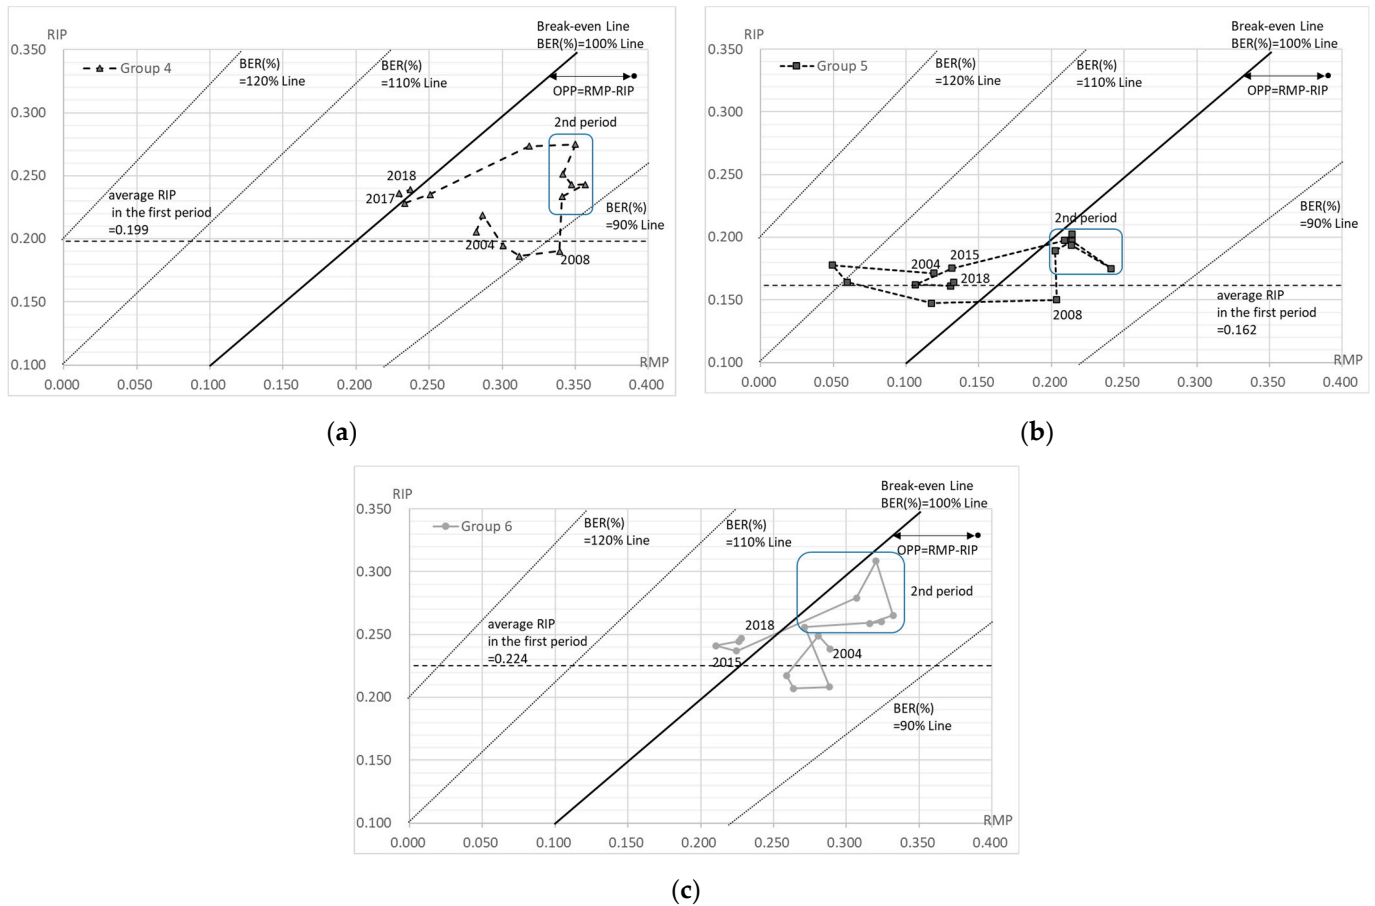 RIP
0.350
0.300
0.250
0.200
0.150
0.100
Group 4
BER(%)
=120% Line
BER(%)
=110% Line
Break-even Line
BER(%)=100% Line
OPP=RMP-RIP
2nd period
2018
2017
average RIP
in the first period
=0.199
2004
2008
BER(%)
=90% Line
RMP
0.000 0.050 0.100 0.150 0.200 0.250 0.300 0.350 0.400
(a)
RIP
0.350
0.300
0.250
0.200
0.150
0.100
Group 5
BER(%)
=120% Line
BER(%)
=110% Line
Break-even Line
BER(%)=100% Line
OPP=RMP-RIP
BER(%)
=90% Line
2nd period
2004
2015
2018
2008
average RIP
in the first period
=0.162
RMP
0.000 0.050 0.100 0.150 0.200 0.250 0.300 0.350 0.400
(b)
RIP
0.350
0.300
0.250
0.200
0.150
0.100
Group 6
BER(%)
=120% Line
BER(%)
=110% Line
Break-even Line
BER(%)=100% Line
OPP=RMP-RIP
2nd period
average RIP
in the first period
=0.224
2018
2015
2004
BER(%)
=90% Line
RMP
0.000 0.050 0.100 0.150 0.200 0.250 0.300 0.350 0.400
(c)